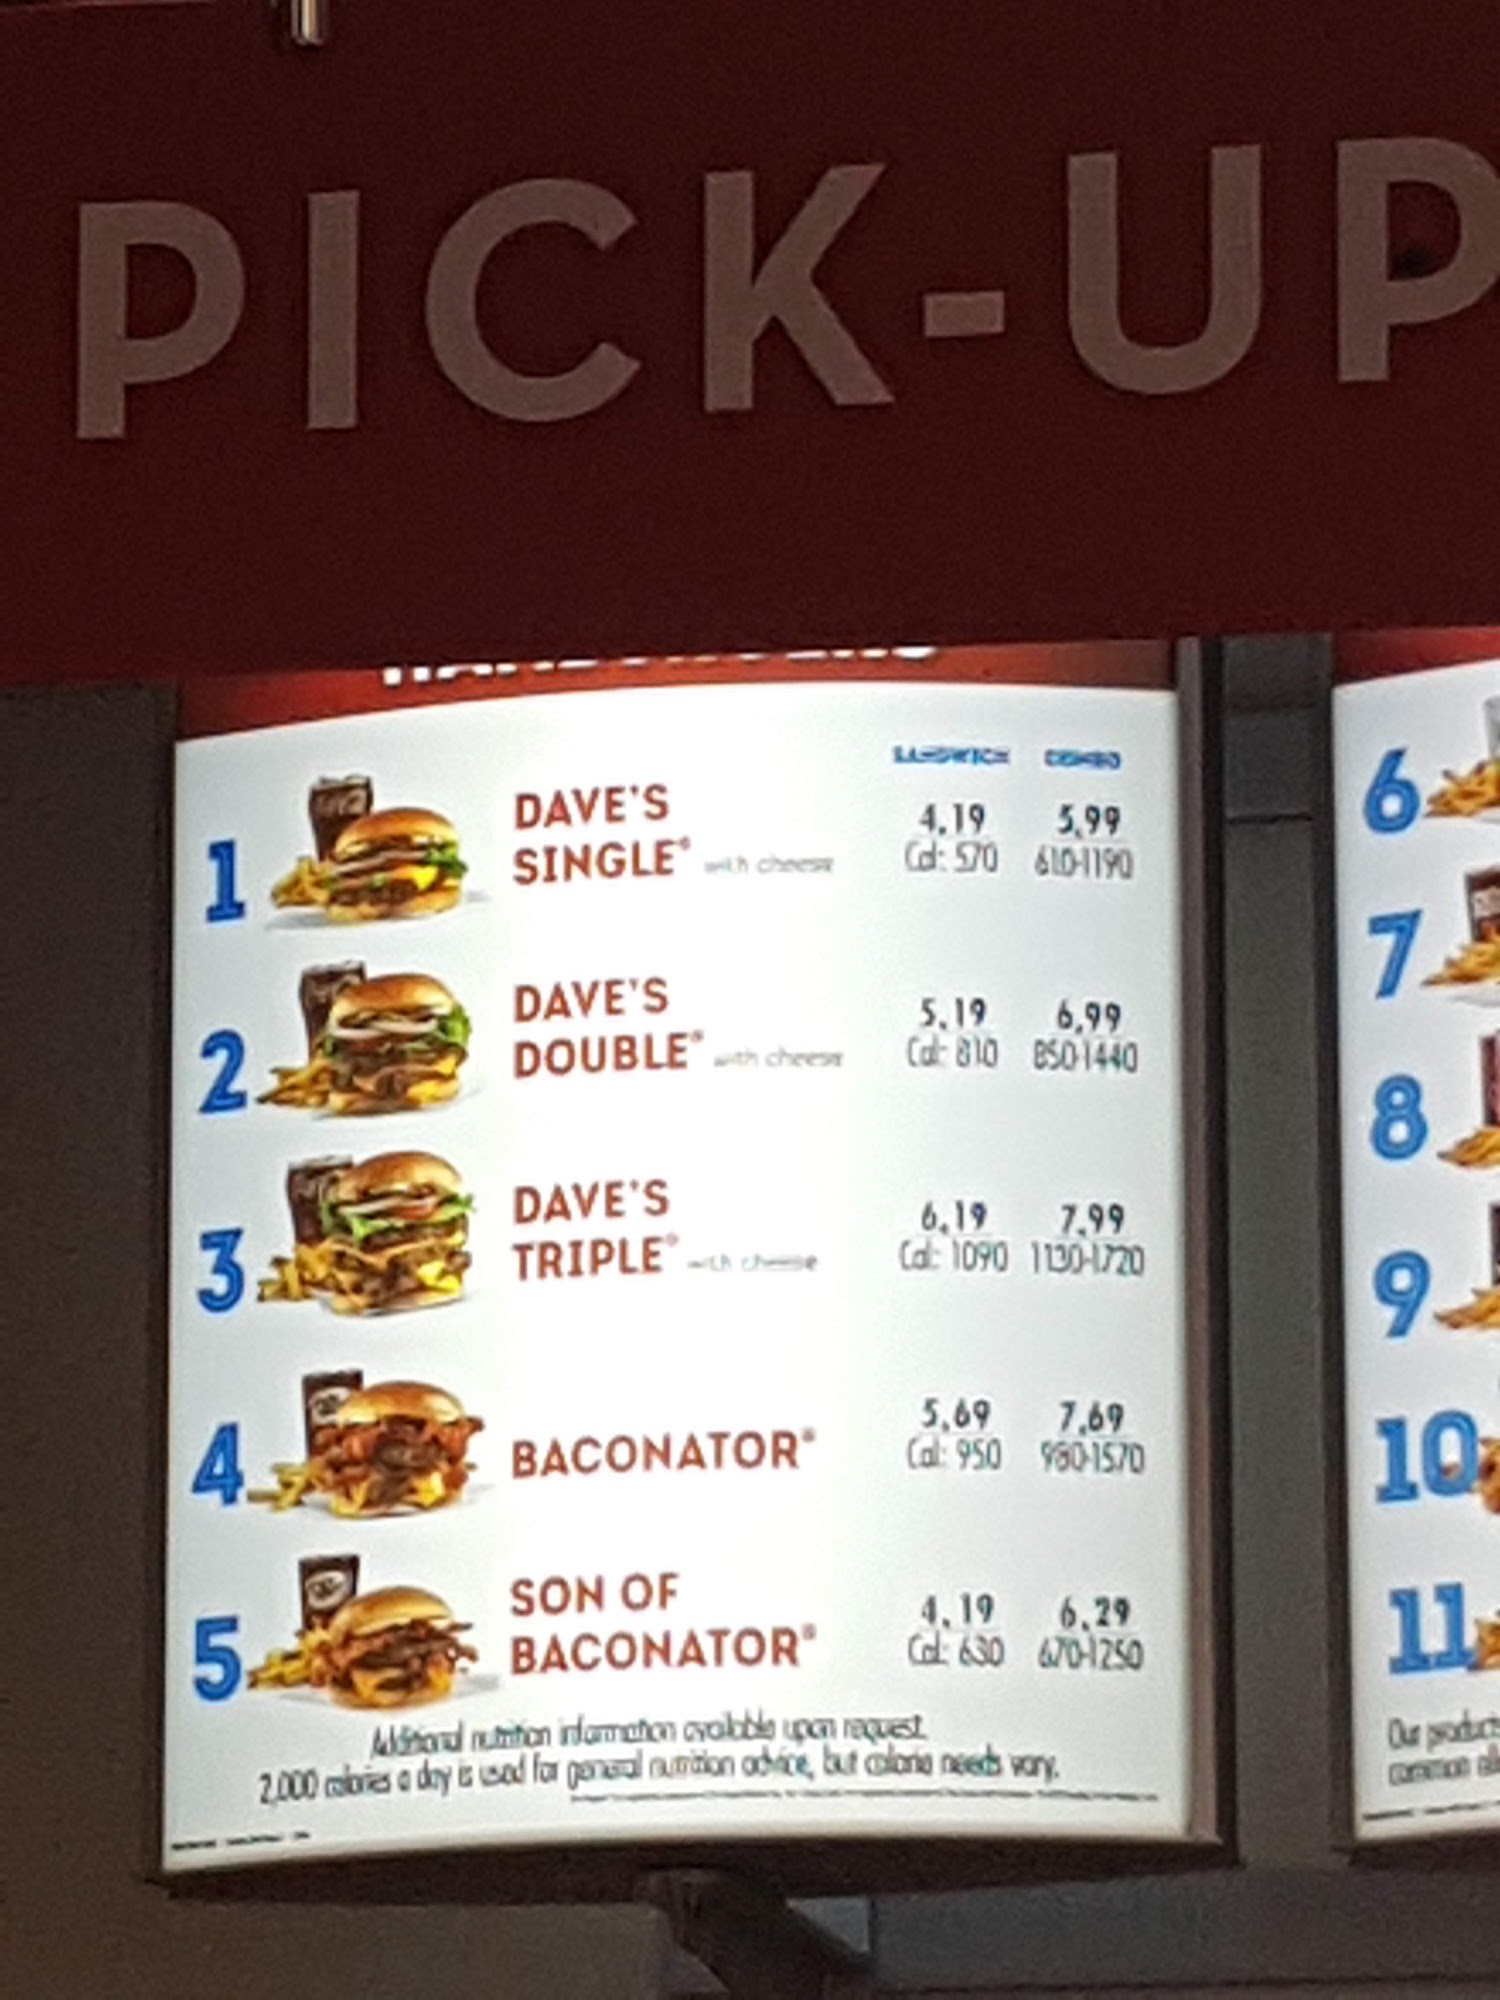 PICK-UP
SANDWICH COMBO
1 DAVE'S
SINGLE® with cheese
4.19 5.99
Cal: 570 610-1190
2 DAVE'S
DOUBLE® with cheese
5.19 6.99
Cal: 810 850-1440
3 DAVE'S
TRIPLE® with cheese
6.19 7.99
Cal: 1090 1130-1720
4 BACONATOR®
5.69 7.69
Cal: 950 980-1570
5 SON OF
BACONATOR®
4.19 6.29
Cal: 630 670-1250
Additional nutrition information available upon request.
2,000 calories a day is used for general nutrition advice, but calorie needs vary.
6
7
8
9
10
11
Our products
common